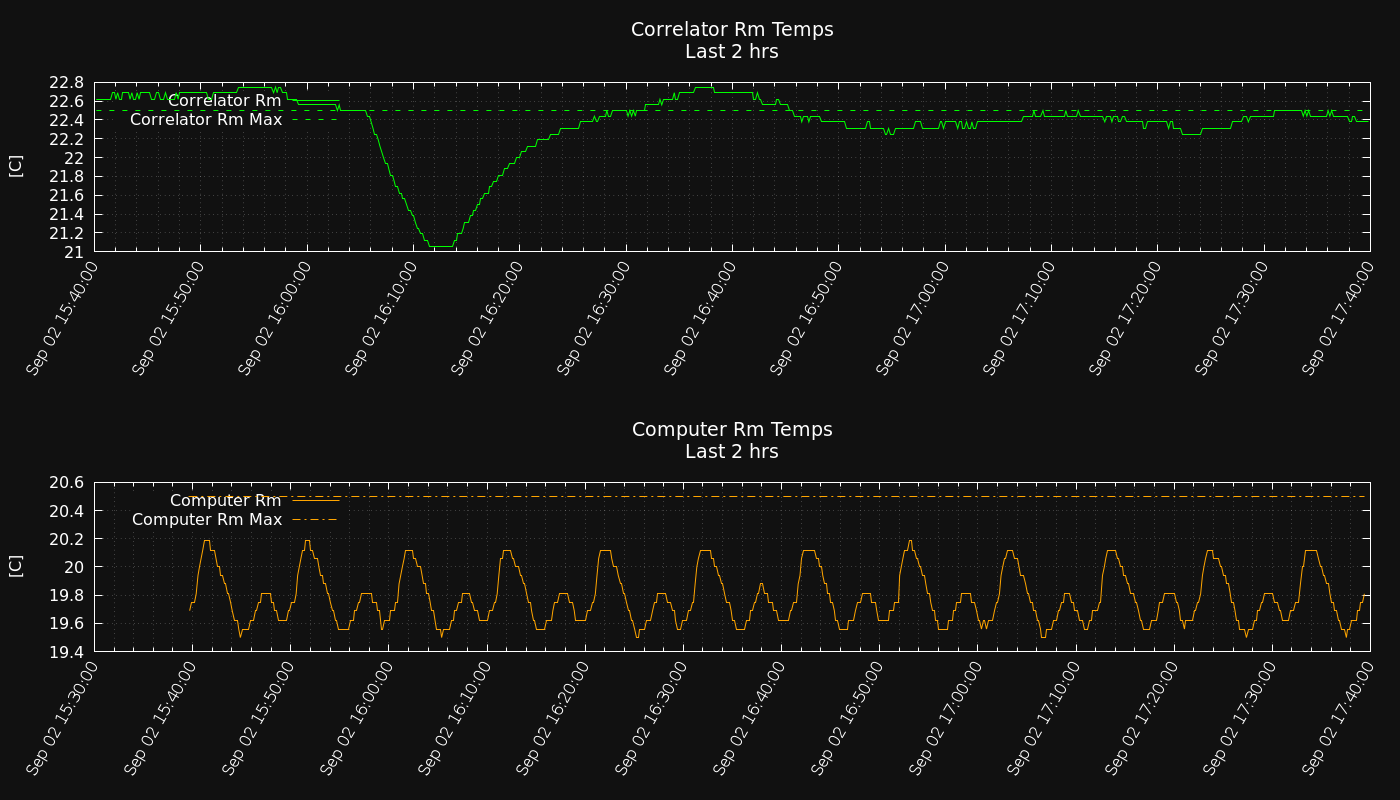 Correlator Rm Temps
Last 2 hrs
22.8
22.6
22.4
22.2
22
21.8
21.6
21.4
21.2
21
[C]
Correlator Rm
Correlator Rm Max
Sep 02 15:40:00
Sep 02 15:50:00
Sep 02 16:00:00
Sep 02 16:10:00
Sep 02 16:20:00
Sep 02 16:30:00
Sep 02 16:40:00
Sep 02 16:50:00
Sep 02 17:00:00
Sep 02 17:10:00
Sep 02 17:20:00
Sep 02 17:30:00
Sep 02 17:40:00
Computer Rm Temps
Last 2 hrs
20.6
20.4
20.2
20
19.8
19.6
19.4
[C]
Computer Rm
Computer Rm Max
Sep 02 15:30:00
Sep 02 15:40:00
Sep 02 15:50:00
Sep 02 16:00:00
Sep 02 16:10:00
Sep 02 16:20:00
Sep 02 16:30:00
Sep 02 16:40:00
Sep 02 16:50:00
Sep 02 17:00:00
Sep 02 17:10:00
Sep 02 17:20:00
Sep 02 17:30:00
Sep 02 17:40:00